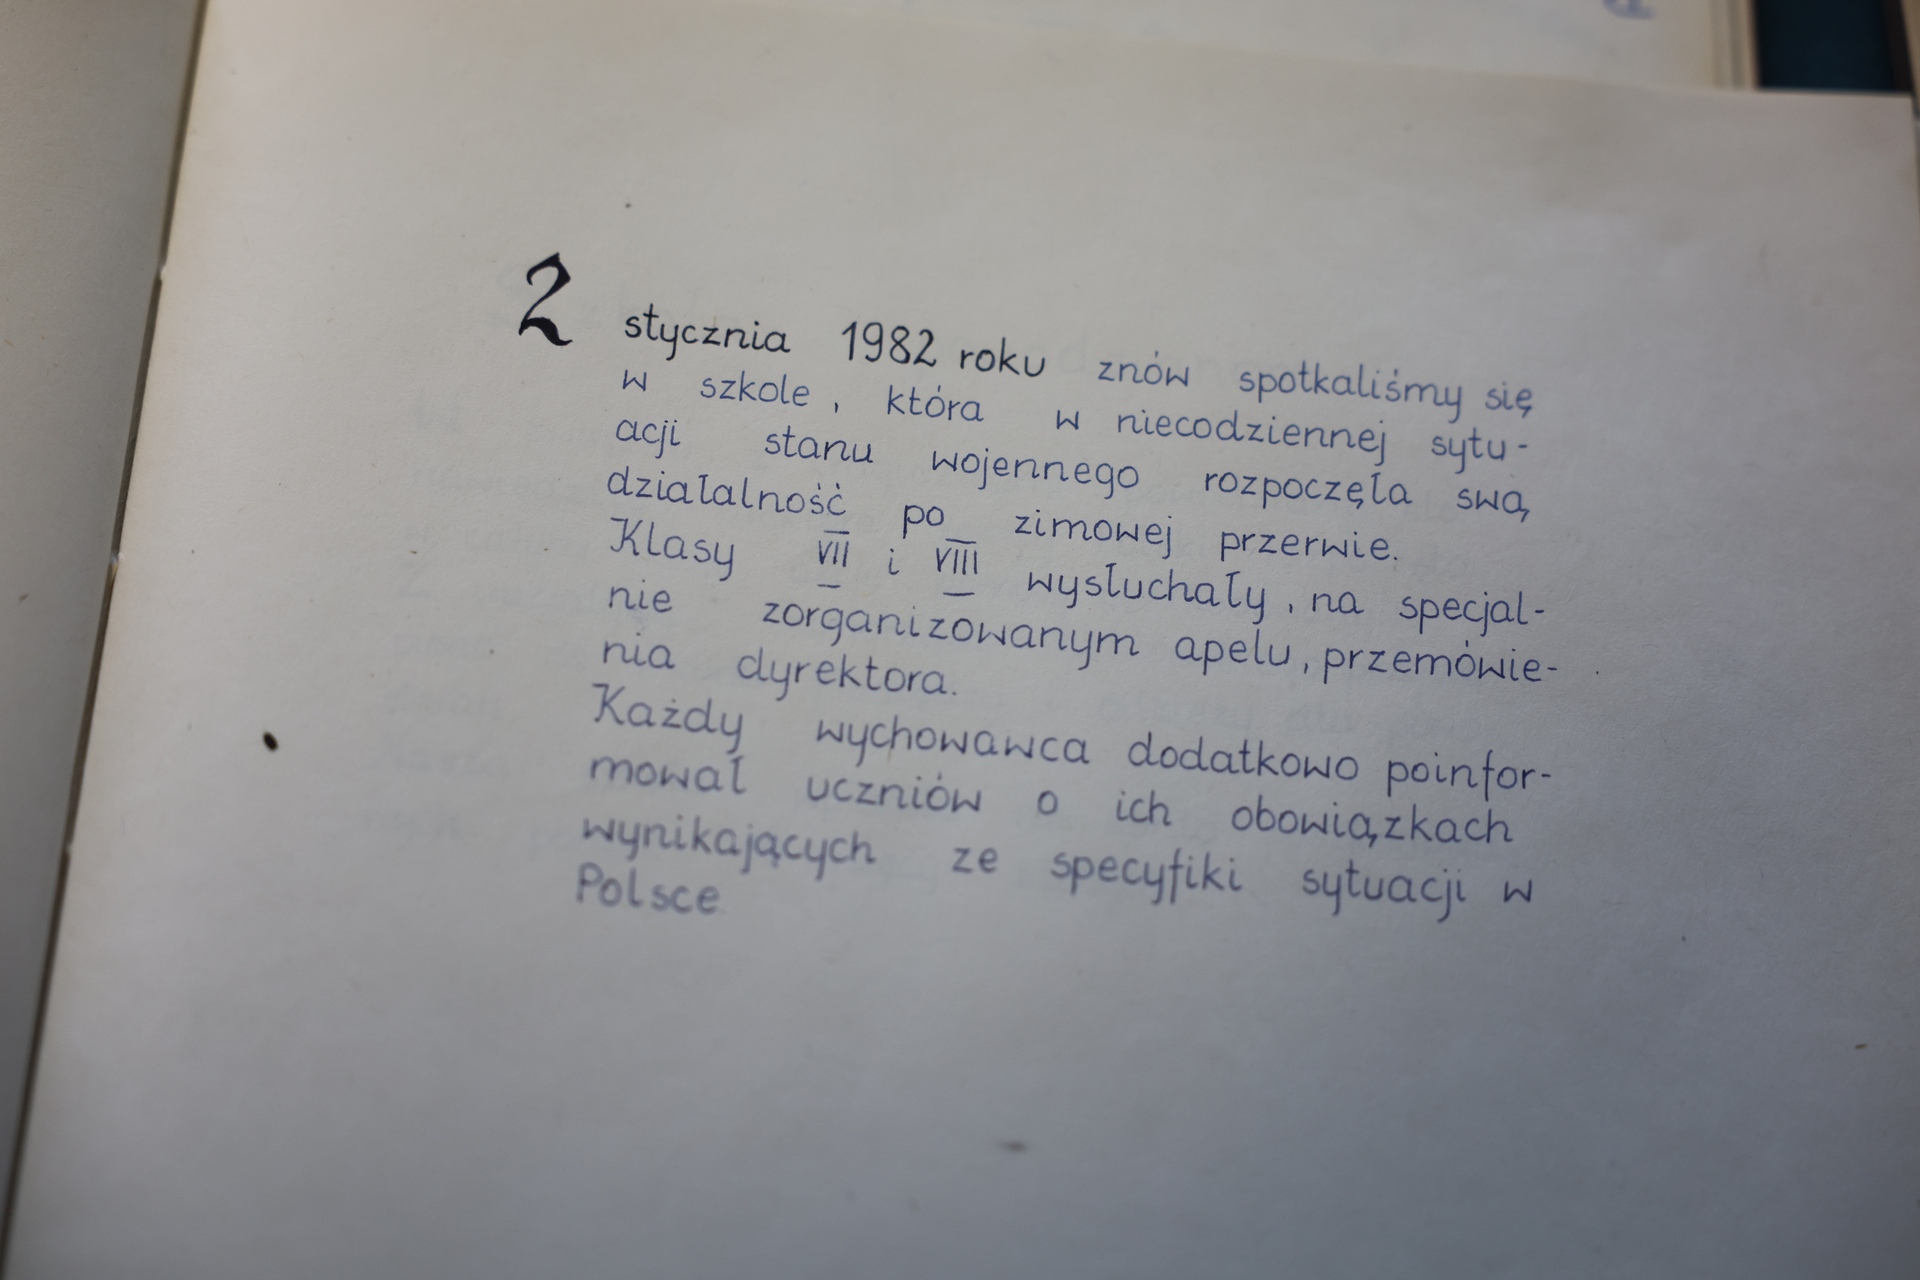 2 stycznia 1982 roku znów spotkaliśmy się
w szkole, która w niecodziennej sytu-
acji stanu wojennego rozpoczęła swą
działalność po zimowej przerwie.
Klasy VII i VIII wysłuchały, na specjal-
nie zorganizowanym apelu, przemówie-
nia dyrektora.
Każdy wychowawca dodatkowo poinfor-
mował uczniów o ich obowiązkach
wynikających ze specyfiki sytuacji w
Polsce.